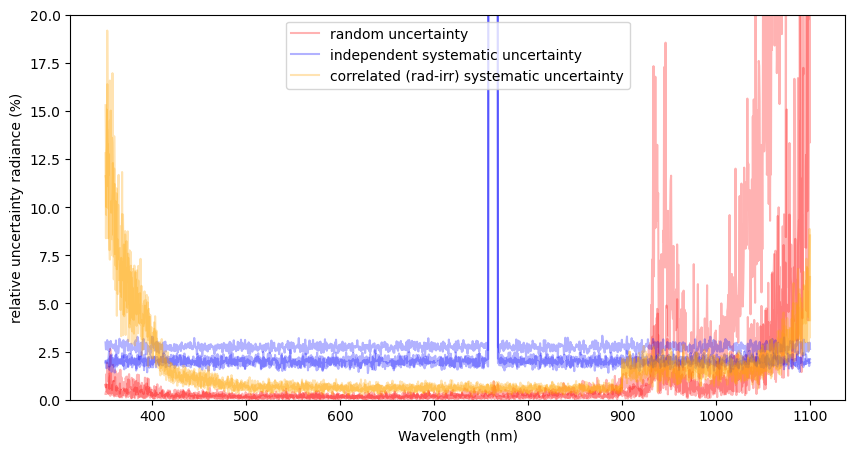 random uncertainty
independent systematic uncertainty
correlated (rad-irr) systematic uncertainty
relative uncertainty radiance (%)
20.0
17.5
15.0
12.5
10.0
7.5
5.0
2.5
0.0
400 500 600 700 800 900 1000 1100
Wavelength (nm)